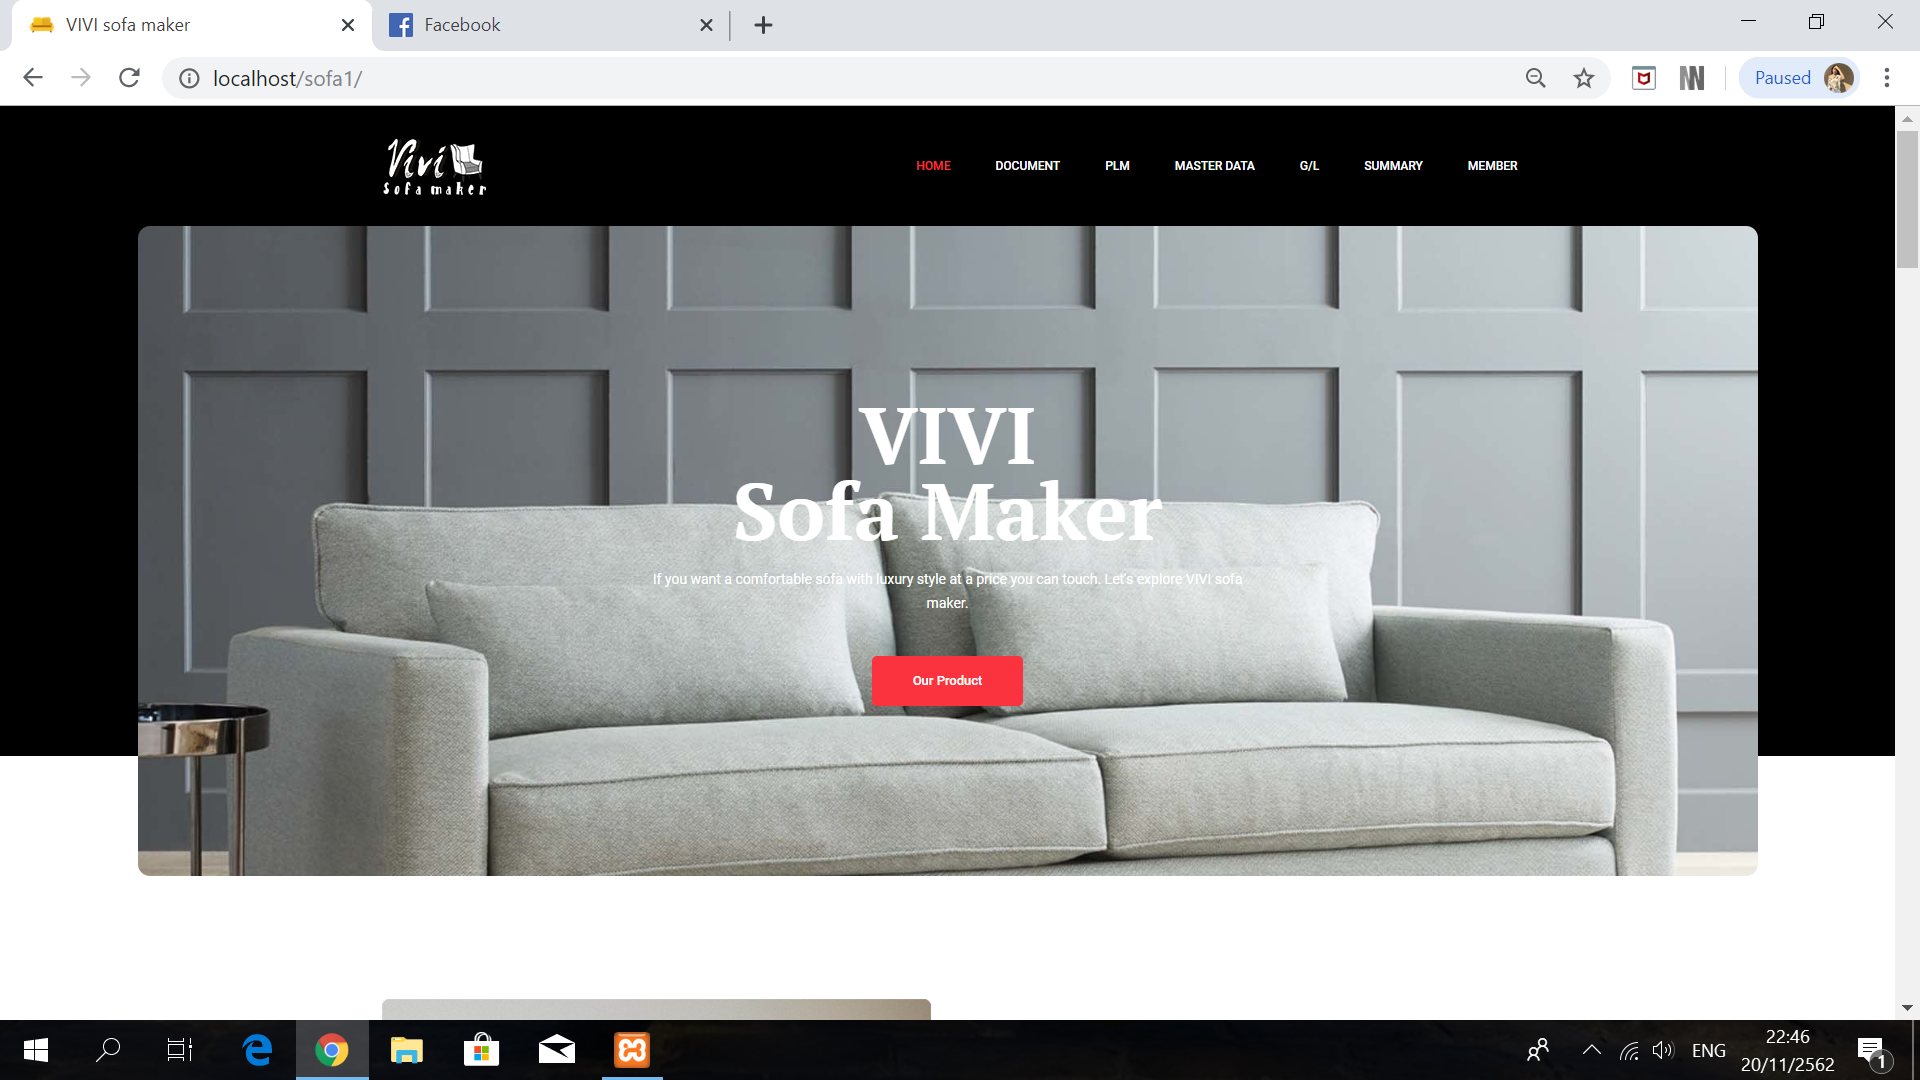 VIVI sofa maker
Facebook
localhost/sofa1/
Paused
Vivi
Sofa maker
HOME DOCUMENT PLM MASTER DATA G/L SUMMARY MEMBER
VIVI
Sofa Maker
If you want a comfortable sofa with luxury style at a price you can touch. Let's explore VIVI sofa
maker.
Our Product
ENG
22:46
20/11/2562
1